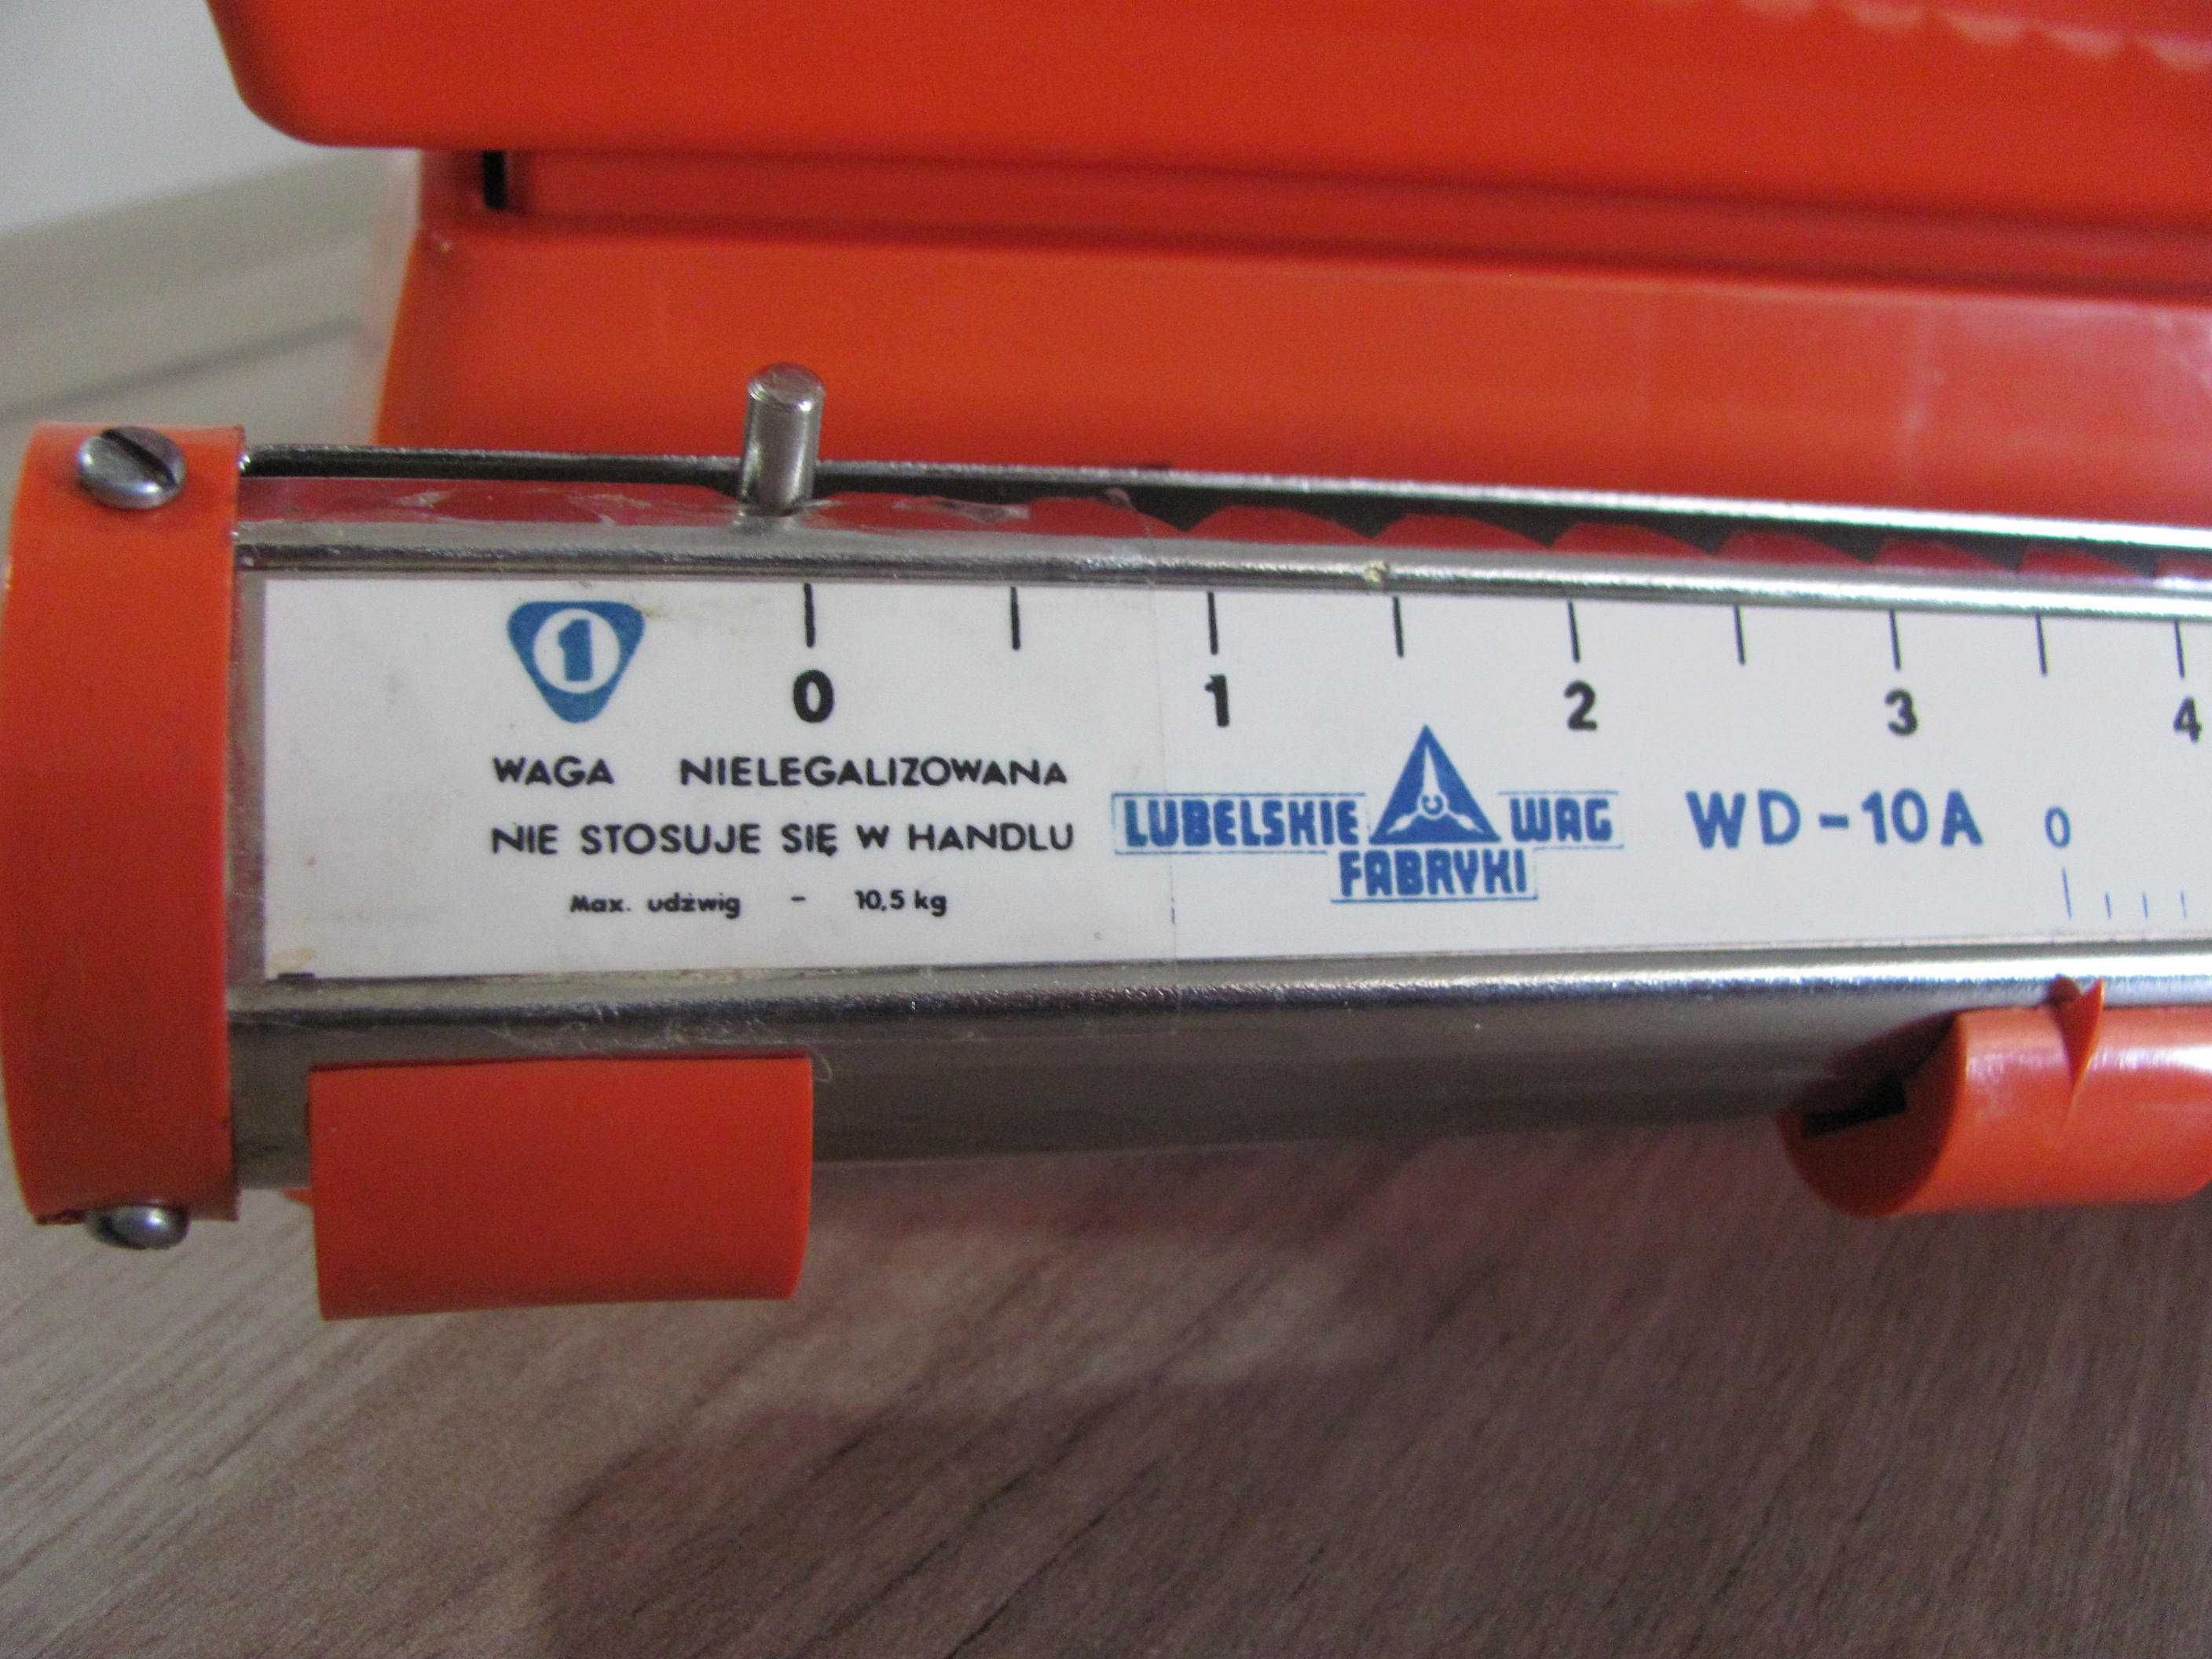 1
0 1 2 3 4
WAGA NIELEGALIZOWANA
NIE STOSUJE SIĘ W HANDLU
Max. udźwig - 10,5 kg
LUBELSKIE WAG
FABRYKI
WD-10A
0